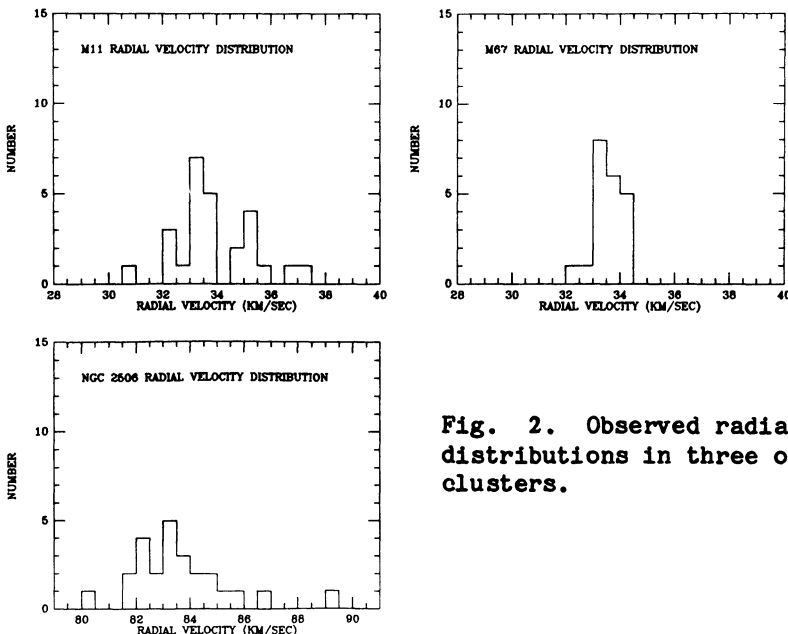 15
M11 RADIAL VELOCITY DISTRIBUTION
10
NUMBER
5
0
28 30 32 34 36 38 40
RADIAL VELOCITY (KM/SEC)
15
M67 RADIAL VELOCITY DISTRIBUTION
10
NUMBER
5
0
28 30 32 34 36 38 40
RADIAL VELOCITY (KM/SEC)
15
NGC 2506 RADIAL VELOCITY DISTRIBUTION
10
NUMBER
5
0
80 82 84 86 88 90
RADIAL VELOCITY (KM/SEC)
Fig. 2. Observed radia
distributions in three o
clusters.